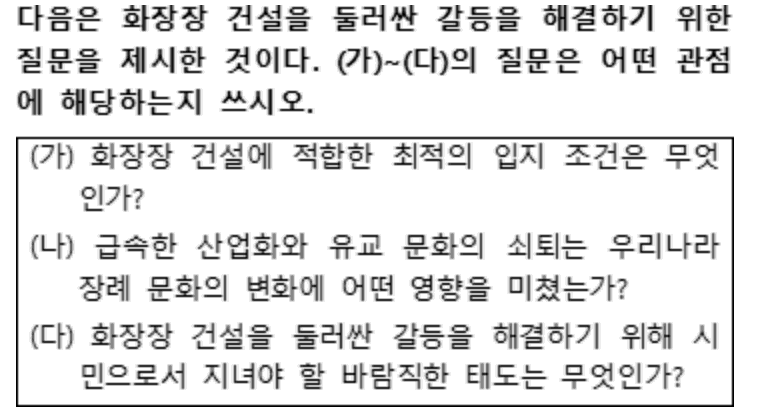 다음은 화장장 건설을 둘러싼 갈등을 해결하기 위한
질문을 제시한 것이다. (가)~(다)의 질문은 어떤 관점
에 해당하는지 쓰시오.
(가) 화장장 건설에 적합한 최적의 입지 조건은 무엇
인가?
(나) 급속한 산업화와 유교 문화의 쇠퇴는 우리나라
장례 문화의 변화에 어떤 영향을 미쳤는가?
(다) 화장장 건설을 둘러싼 갈등을 해결하기 위해 시
민으로서 지녀야 할 바람직한 태도는 무엇인가?